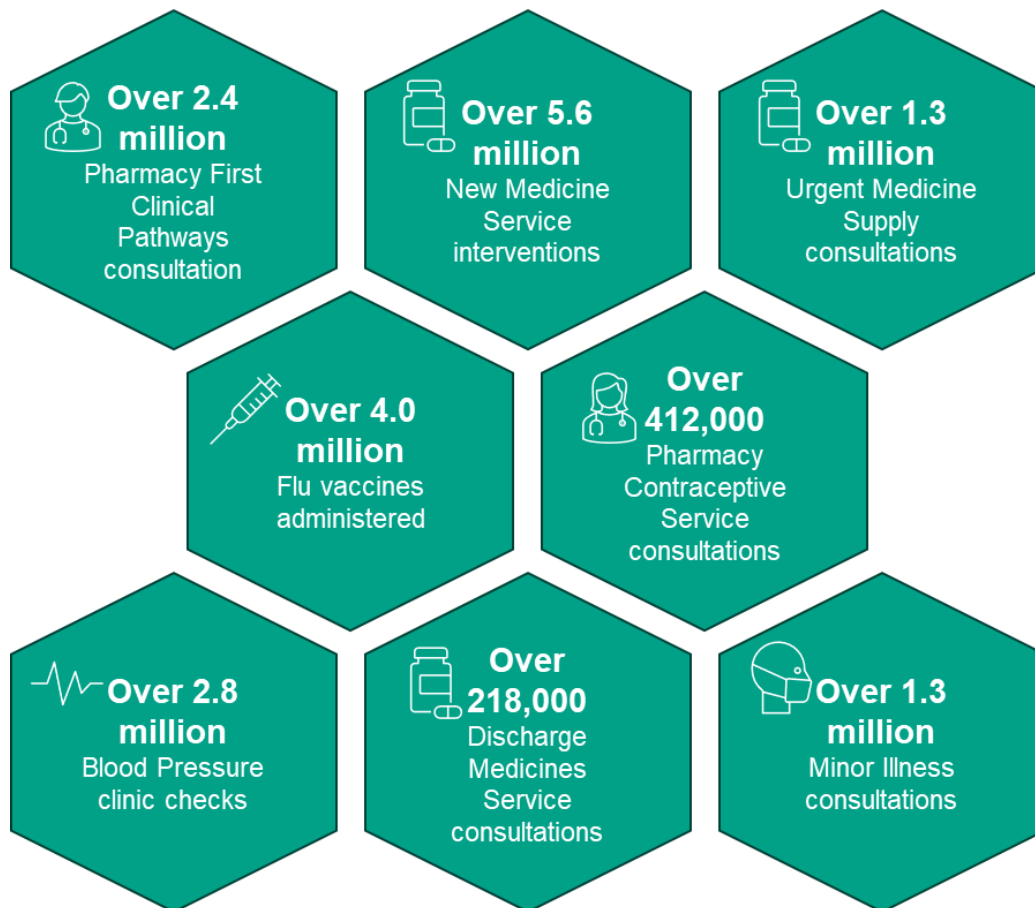 Over 2.4
million
Pharmacy First
Clinical
Pathways
consultation
Over 5.6
million
New Medicine
Service
interventions
Over 1.3
million
Urgent Medicine
Supply
consultations
Over 4.0
million
Flu vaccines
administered
Over
412,000
Pharmacy
Contraceptive
Service
consultations
Over 2.8
million
Blood Pressure
clinic checks
Over
218,000
Discharge
Medicines
Service
consultations
Over 1.3
million
Minor Illness
consultations